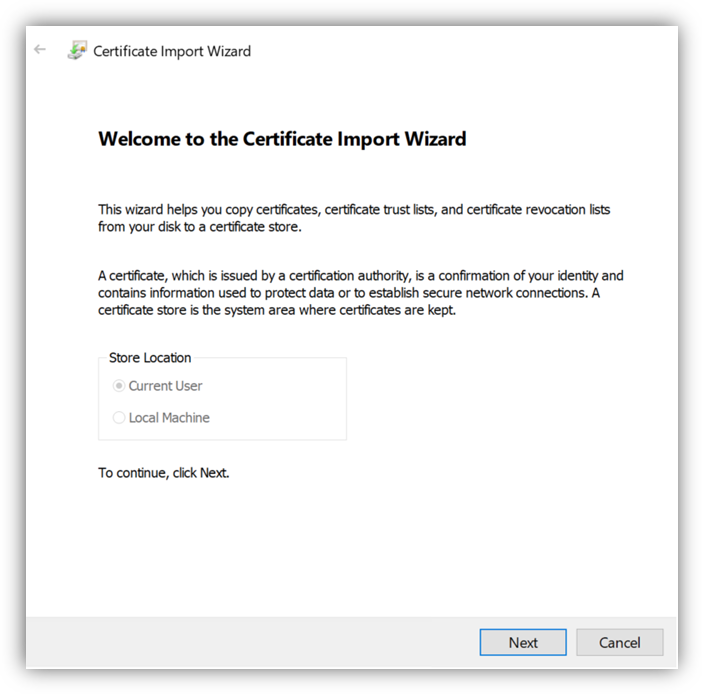 Certificate Import Wizard
Welcome to the Certificate Import Wizard
This wizard helps you copy certificates, certificate trust lists, and certificate revocation lists
from your disk to a certificate store.
A certificate, which is issued by a certification authority, is a confirmation of your identity and
contains information used to protect data or to establish secure network connections. A
certificate store is the system area where certificates are kept.
Store Location
Current User
Local Machine
To continue, click Next.
Next
Cancel